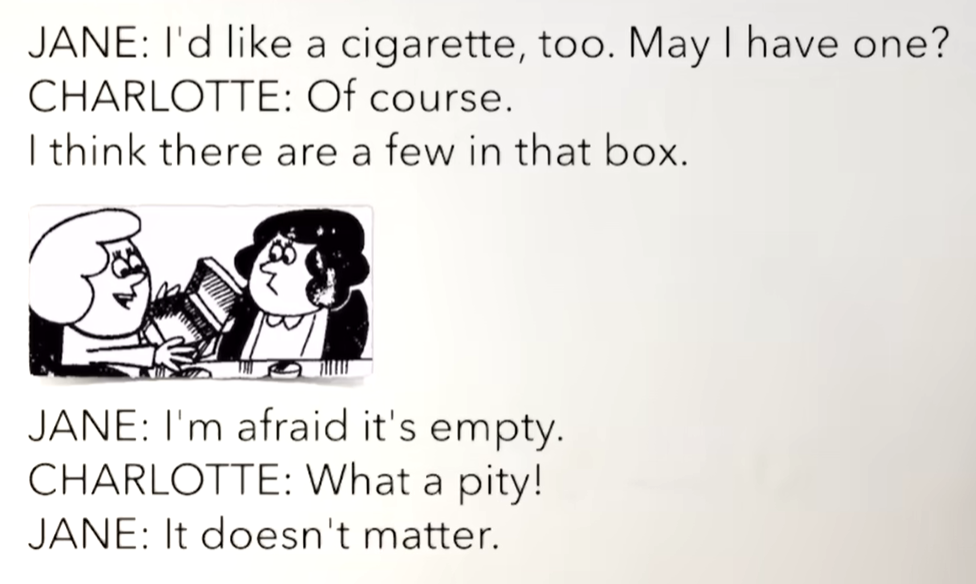 JANE: I'd like a cigarette, too. May I have one?
CHARLOTTE: Of course.
I think there are a few in that box.
JANE: I'm afraid it's empty.
CHARLOTTE: What a pity!
JANE: It doesn't matter.